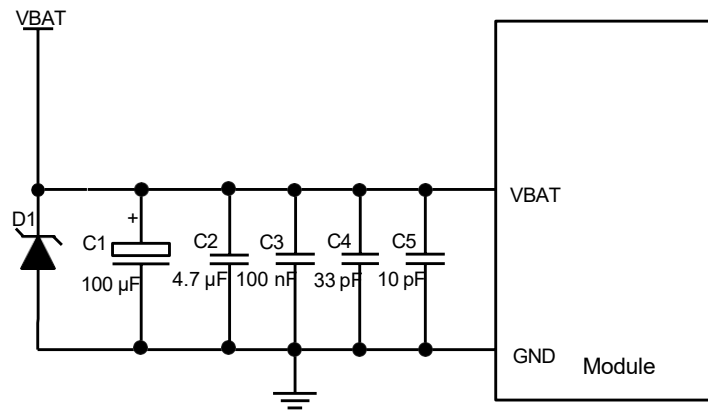 VBAT
VBAT
D1
+
C1
C2
C3
C4
C5
100 µF
4.7 µF
100 nF
33 pF
10 pF
GND
Module